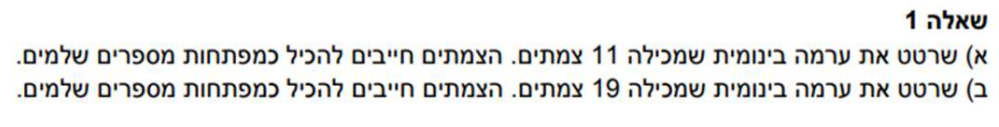 שאלה 1
א) שרטט את ערמה בינומית שמכילה 11 צמתים. הצמתים חייבים להכיל כמפתחות מספרים שלמים.
ב) שרטט את ערמה בינומית שמכילה 19 צמתים. הצמתים חייבים להכיל כמפתחות מספרים שלמים.